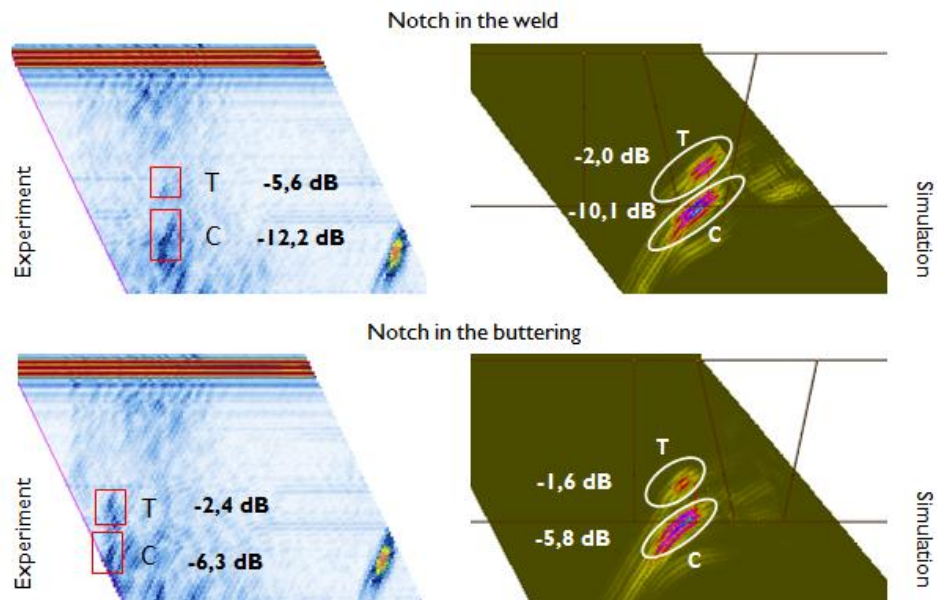 Notch in the weld
Experiment
T
-5,6 dB
C
-12,2 dB
T
-2,0 dB
-10,1 dB
C
Simulation
Notch in the buttering
Experiment
T
-2,4 dB
C
-6,3 dB
T
-1,6 dB
-5,8 dB
C
Simulation